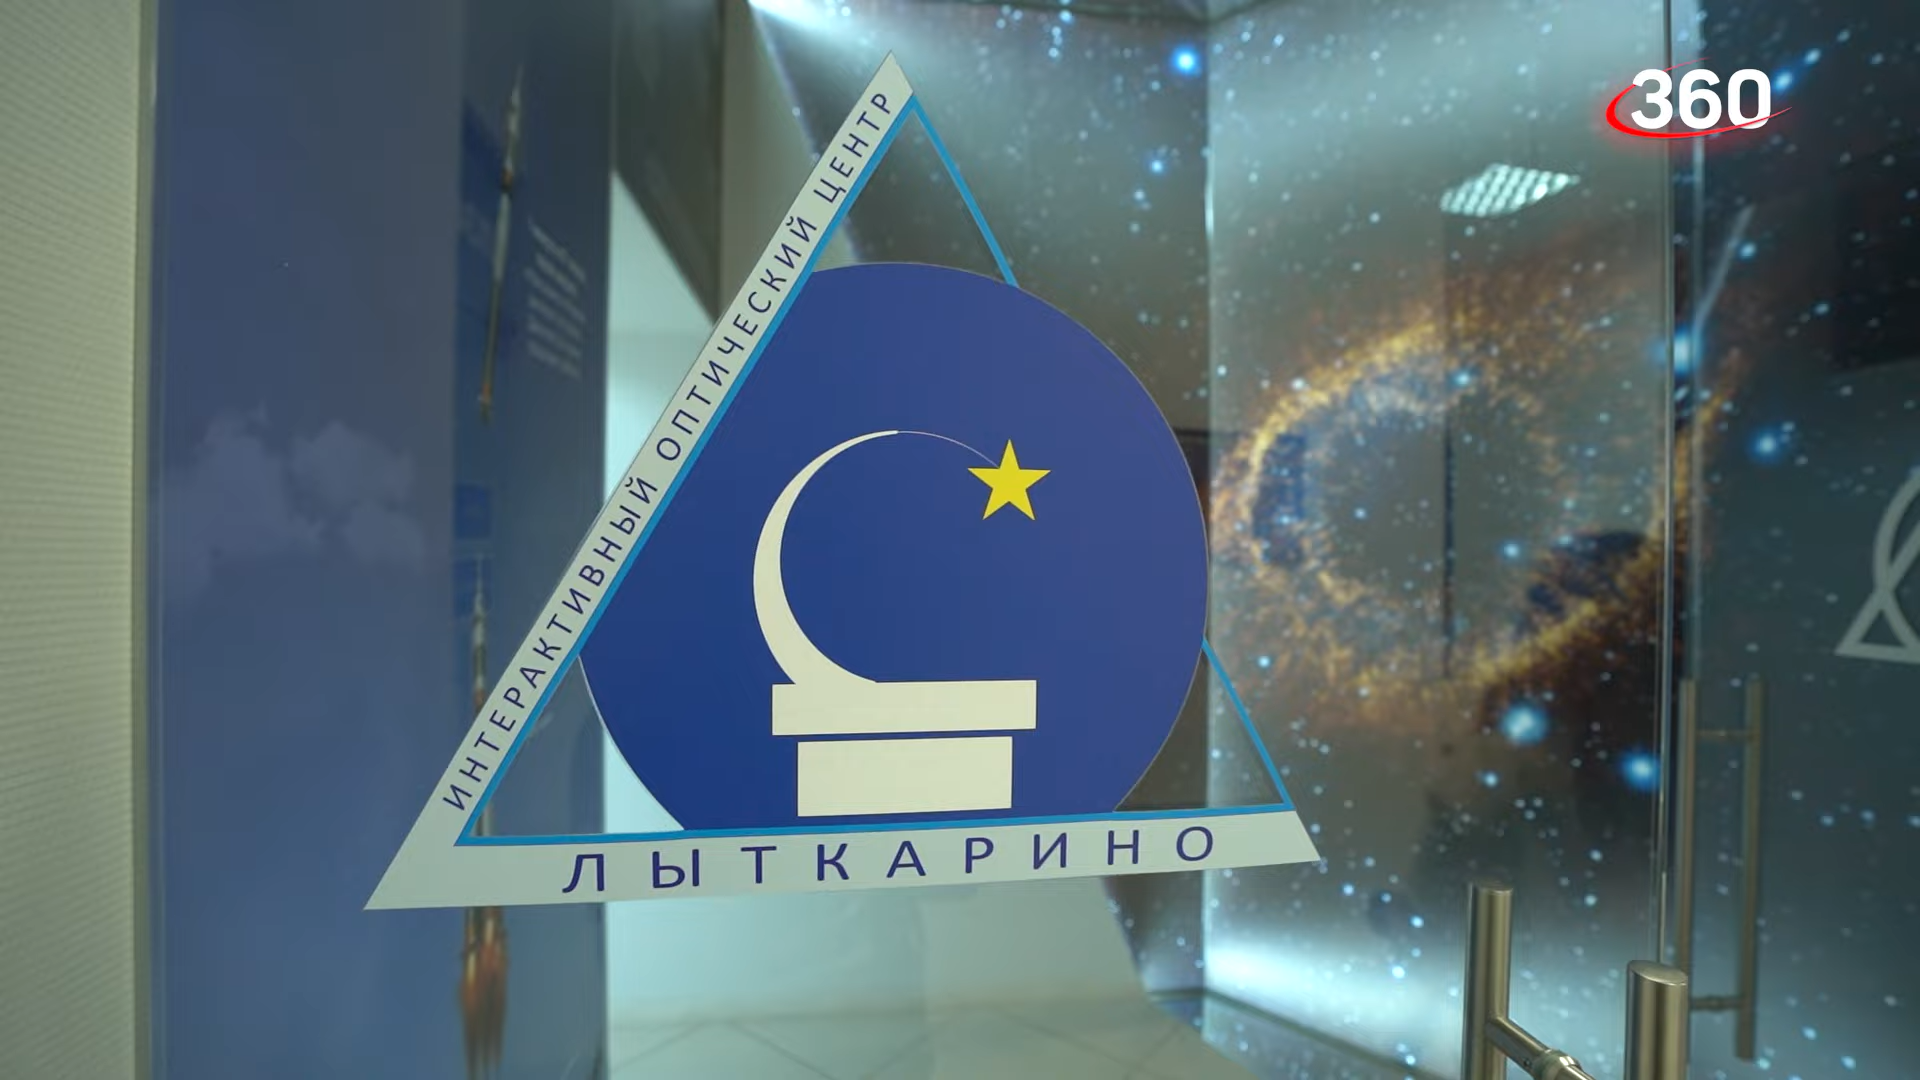 360
ИНТЕРАКТИВНЫЙ ОПТИЧЕСКИЙ ЦЕНТР
ЛЫТКАРИНО